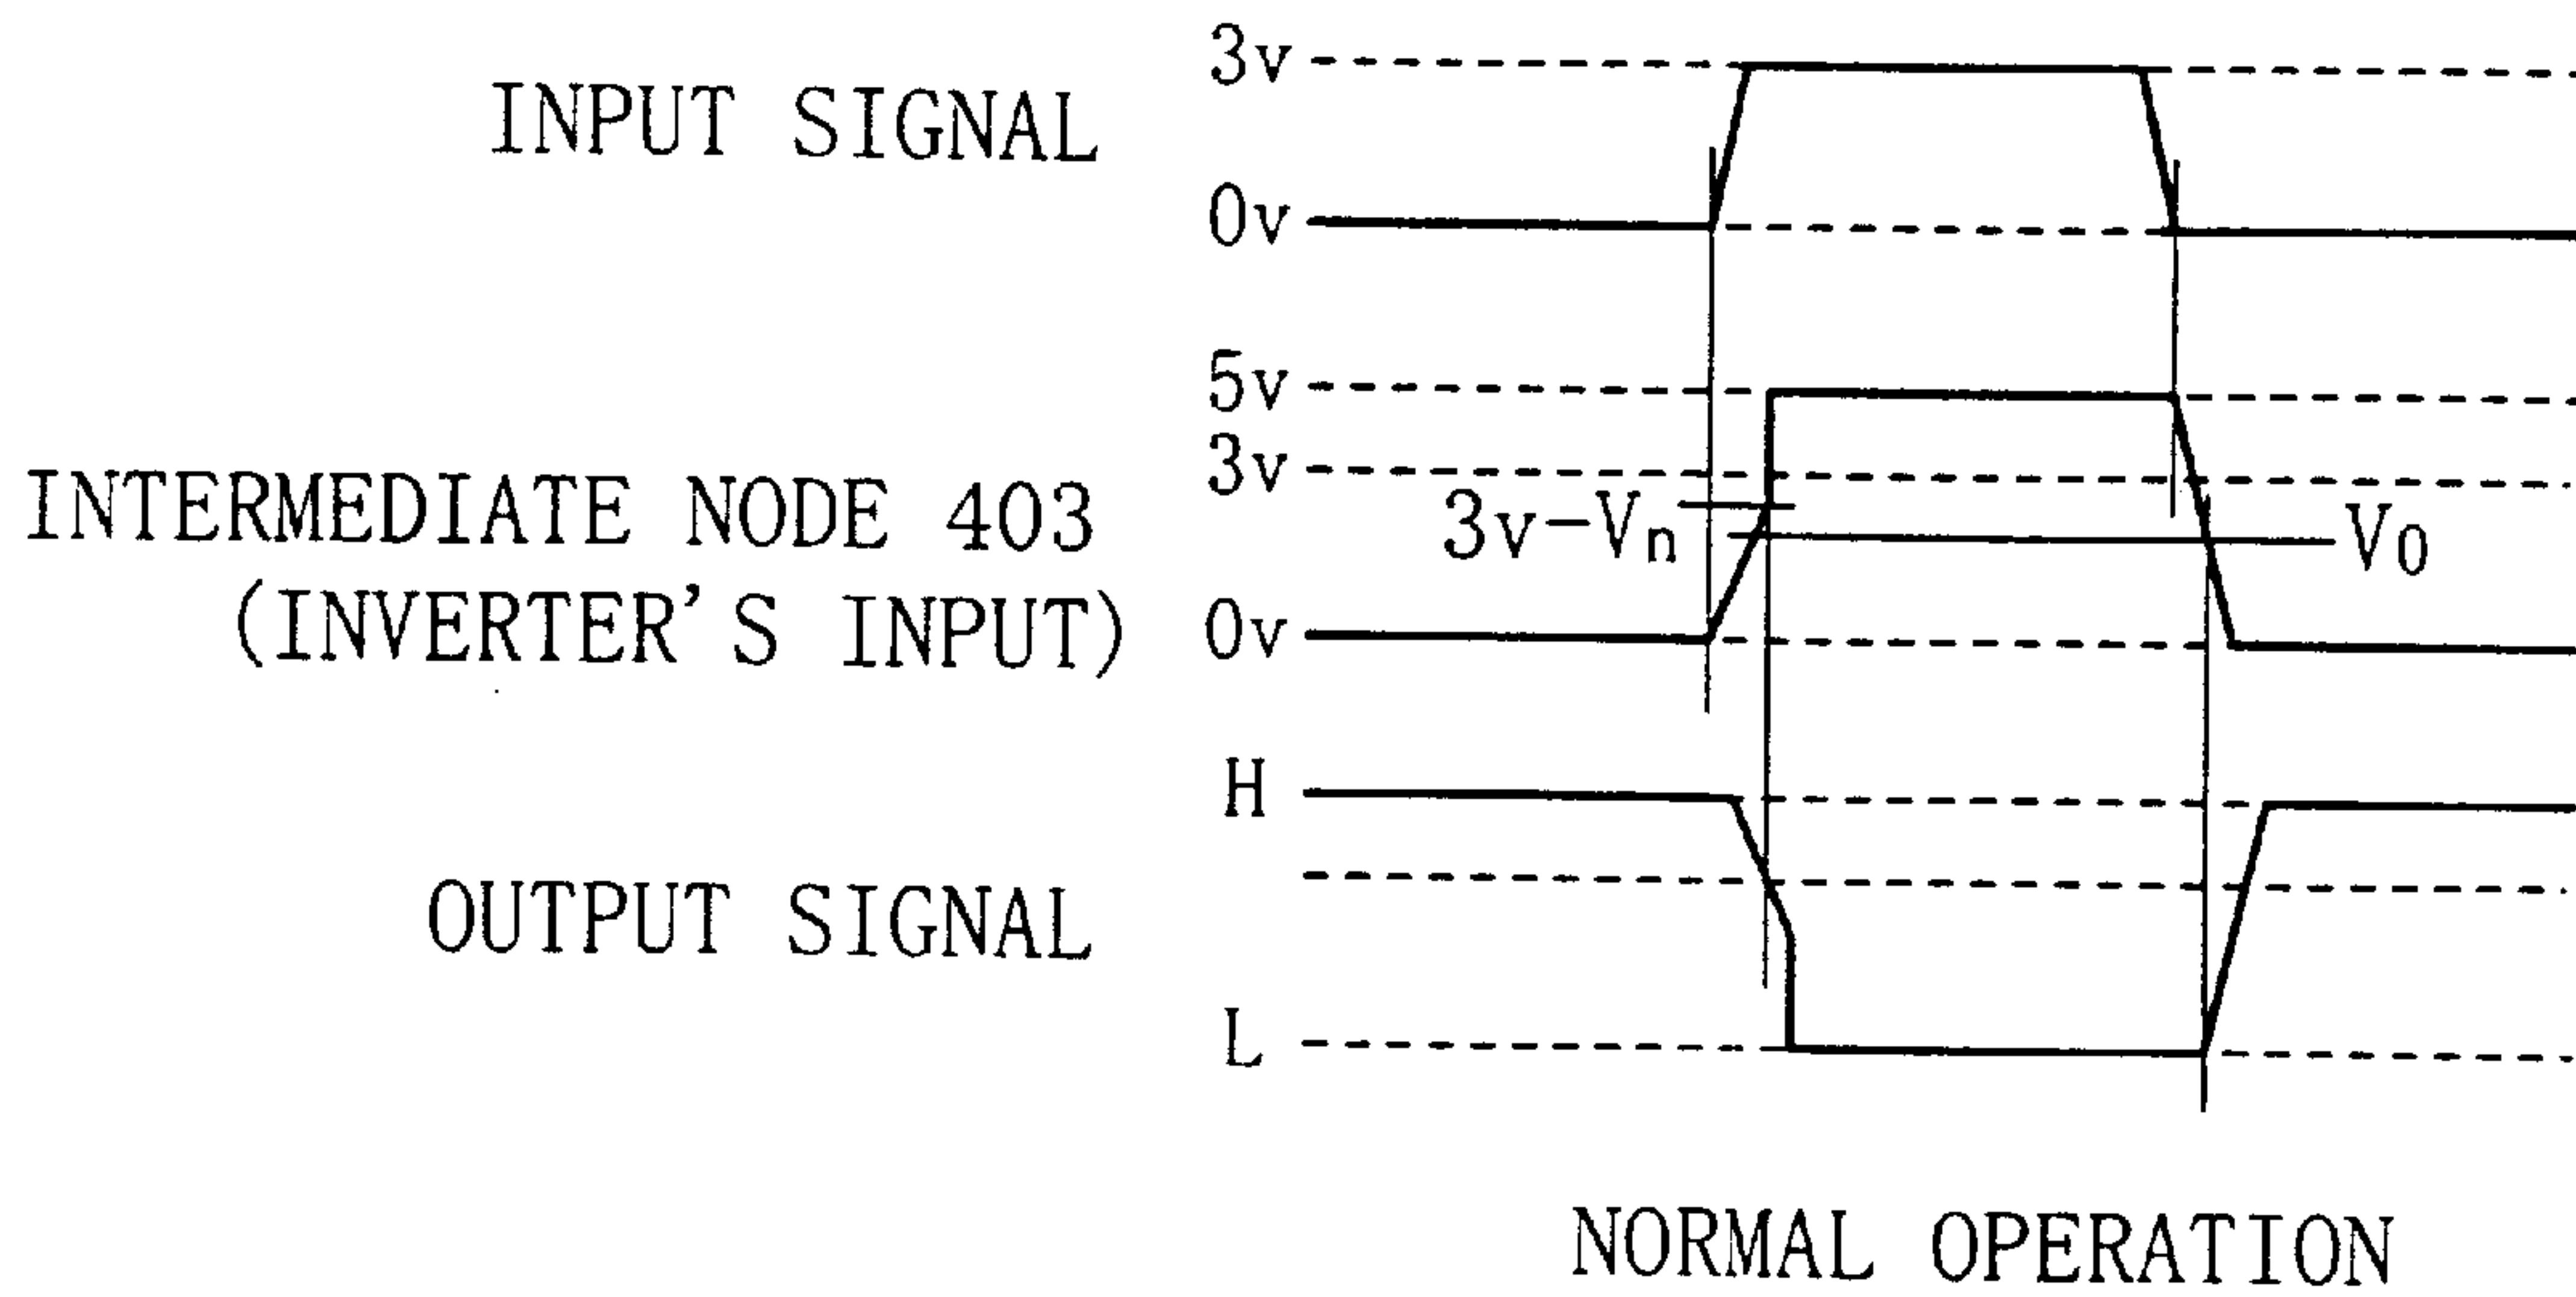 3v
INPUT SIGNAL
0v
5v
3v
INTERMEDIATE NODE 403
3v-Vn
V0
(INVERTER'S INPUT)
0v
H
OUTPUT SIGNAL
L
NORMAL OPERATION